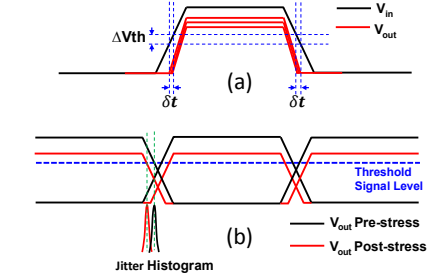 V_in
V_out
ΔVth
(a)
δt
δt
Threshold
Signal Level
V_out Pre-stress
(b)
V_out Post-stress
Jitter Histogram